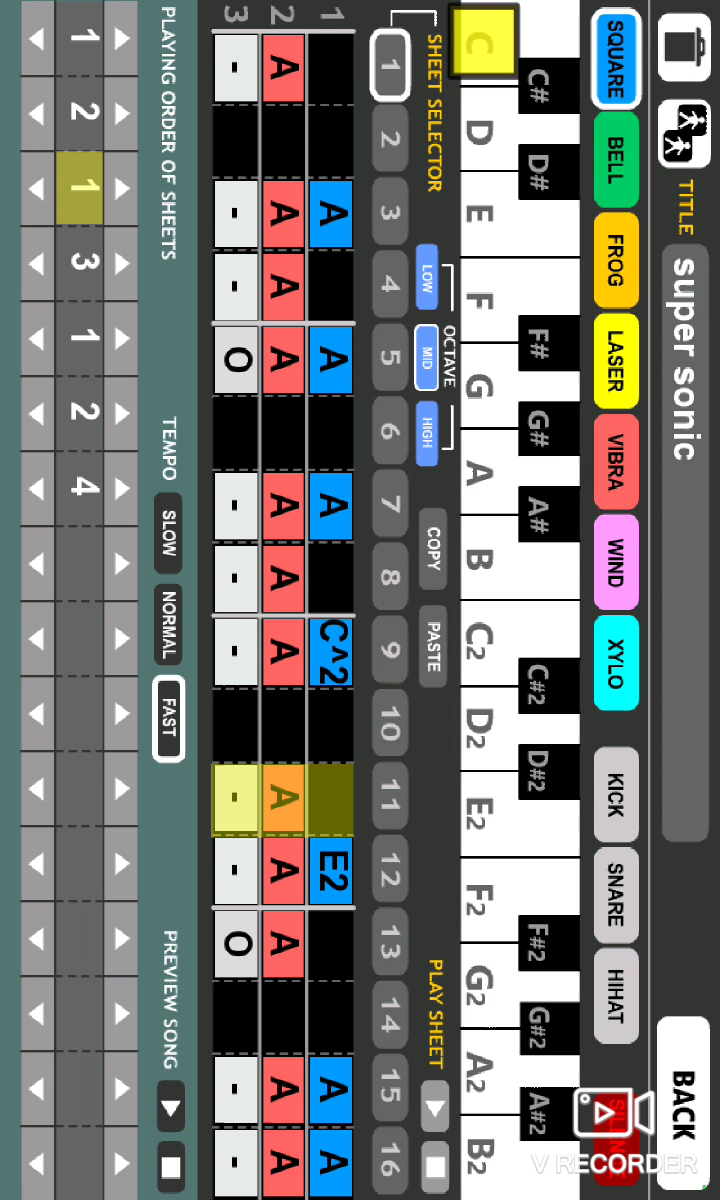 TITLE super sonic BACK
SQUARE BELL FROG LASER VIBRA WIND XYLO KICK SNARE HIHAT
V RECORDER
C# D# F# G# A# C#2 D#2 F#2 G#2 A#2
C D E F G A B C2 D2 E2 F2 G2 A2 B2
OCTAVE
SHEET SELECTOR LOW MID HIGH COPY PASTE PLAY SHEET
1 2 3 4 5 6 7 8 9 10 11 12 13 14 15 16
1 A A A C^2 E2 A A
2 A A A A A A A A A A A A
3 - - - O - - - - - O - -
PLAYING ORDER OF SHEETS TEMPO SLOW NORMAL FAST PREVIEW SONG
1 2 1 3 1 2 4